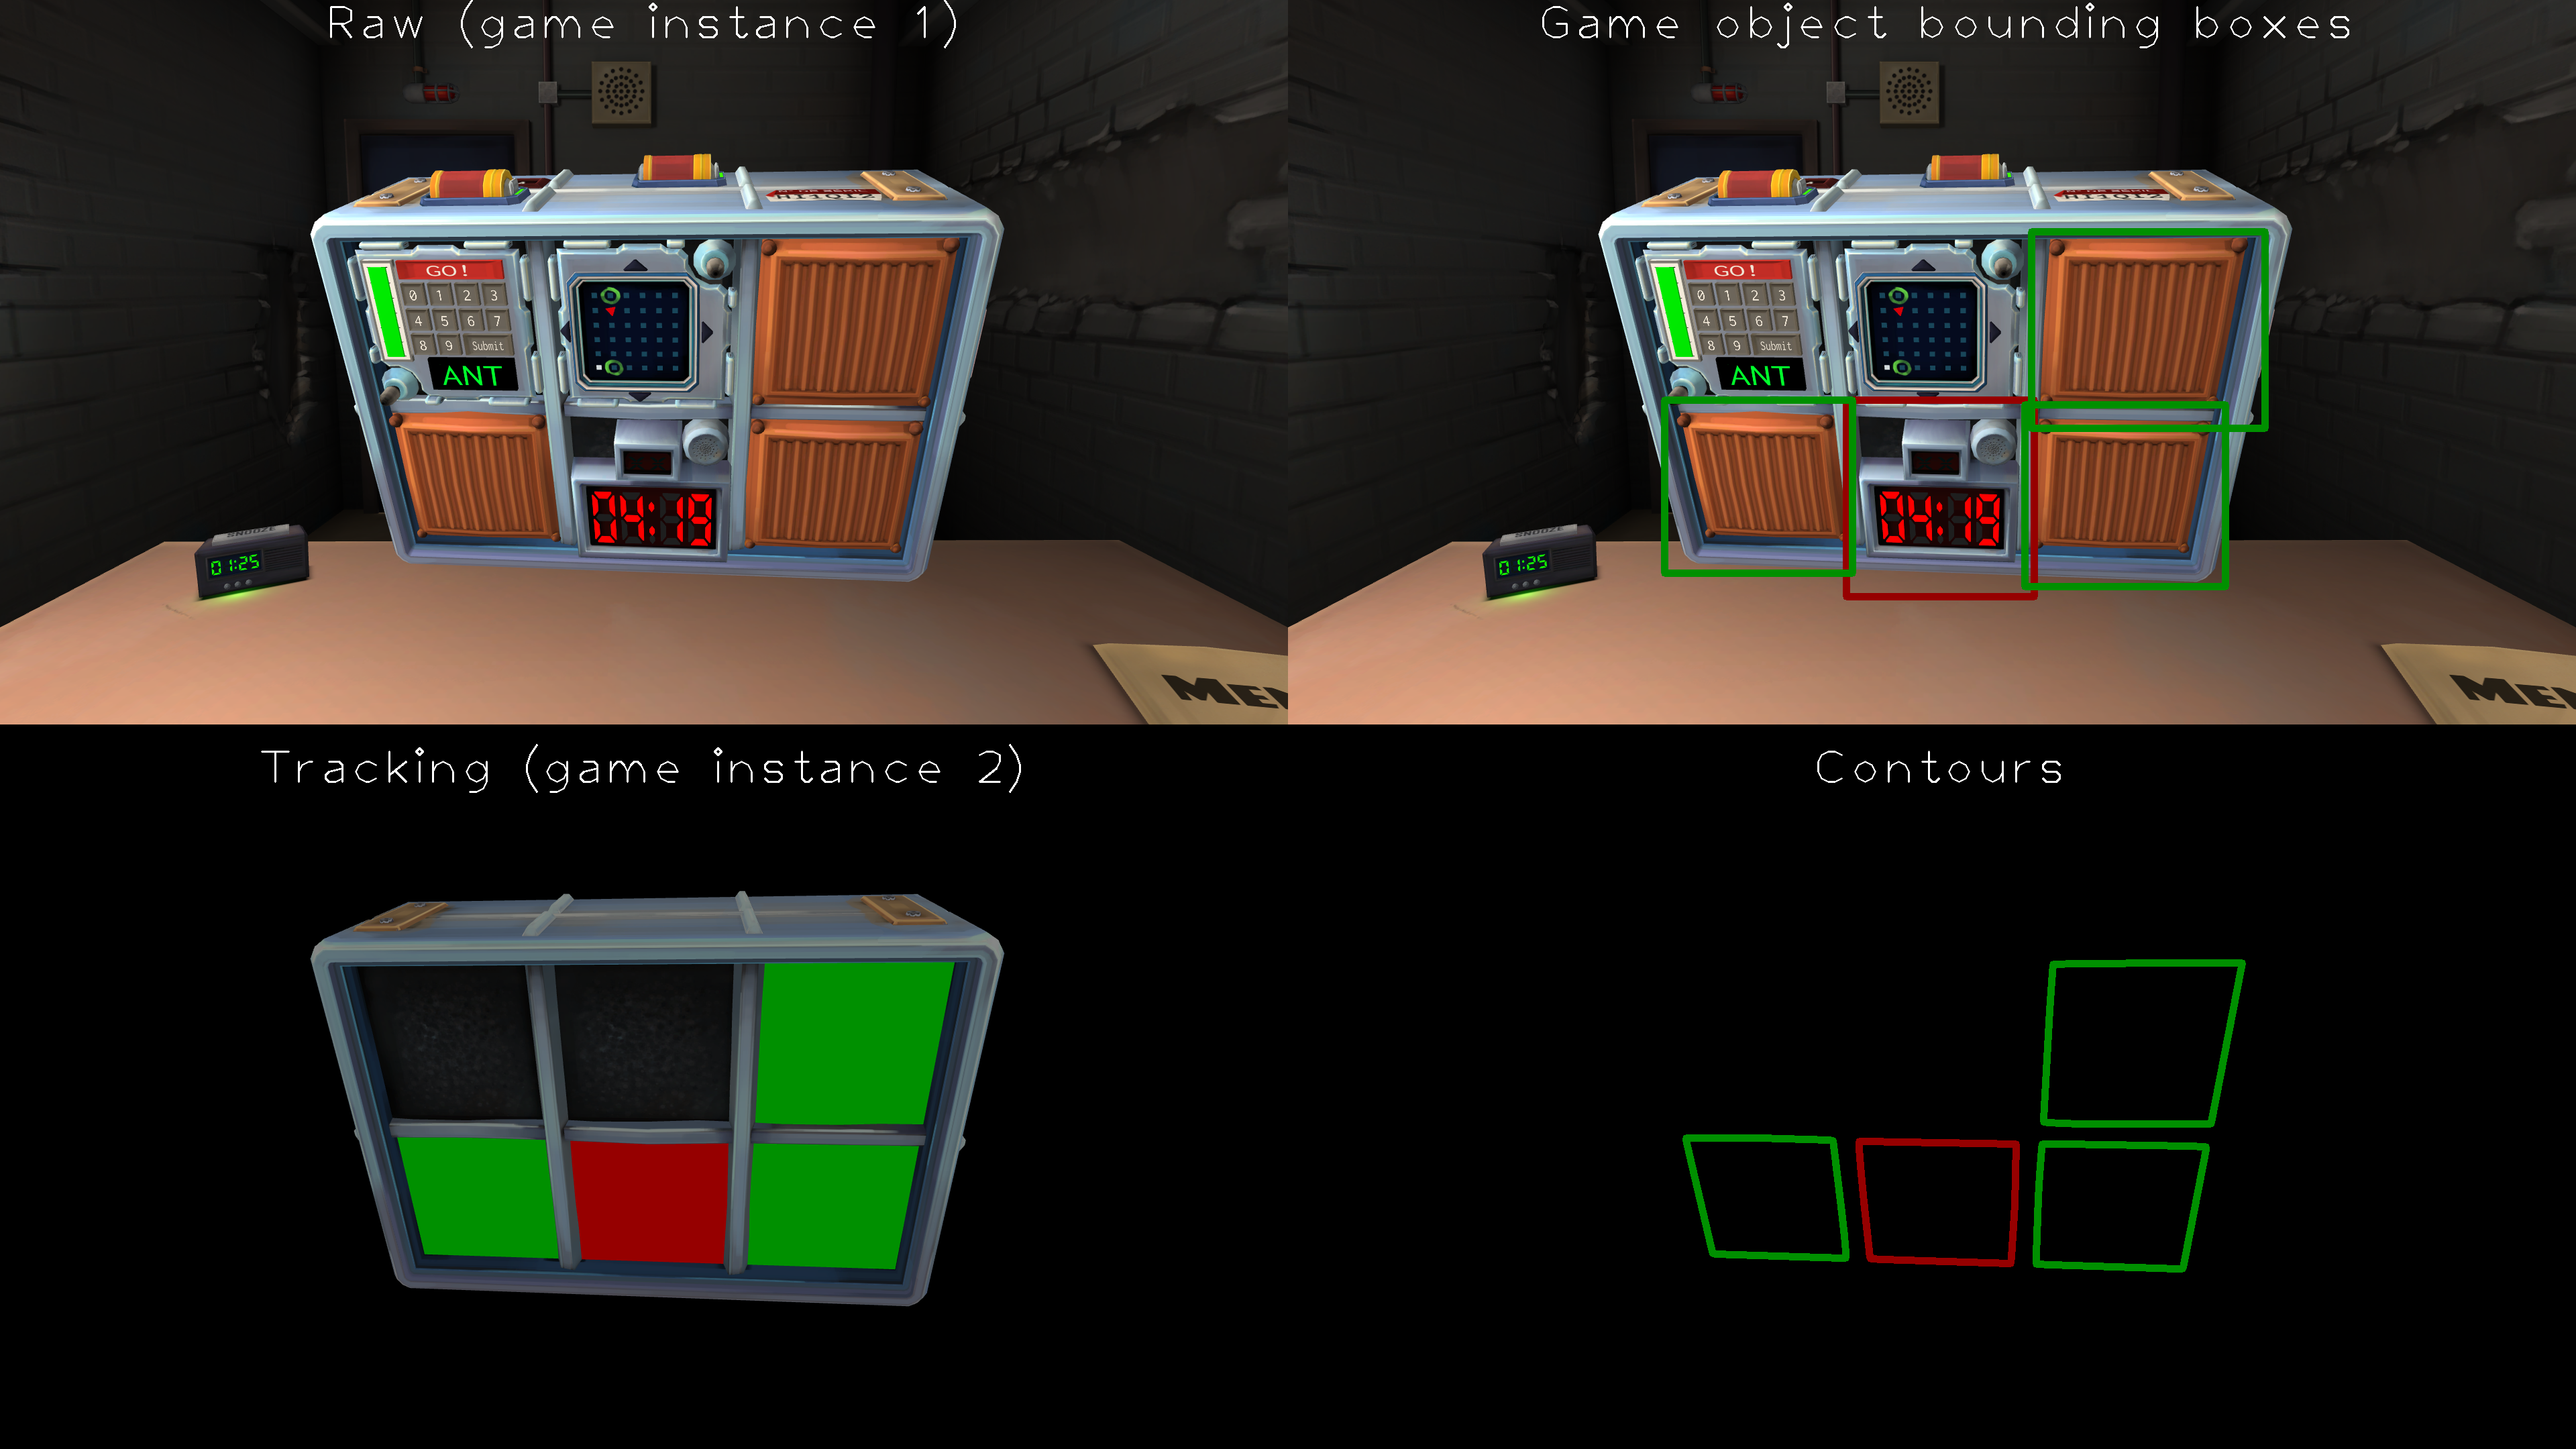 Raw (game instance 1)
GO!
0 1 2 3
4 5 6 7
8 9 Submit
ANT
04:19
SNOOZE
01:25
Game object bounding boxes
GO!
0 1 2 3
4 5 6 7
8 9 Submit
ANT
04:19
SNOOZE
01:25
Tracking (game instance 2)
Contours